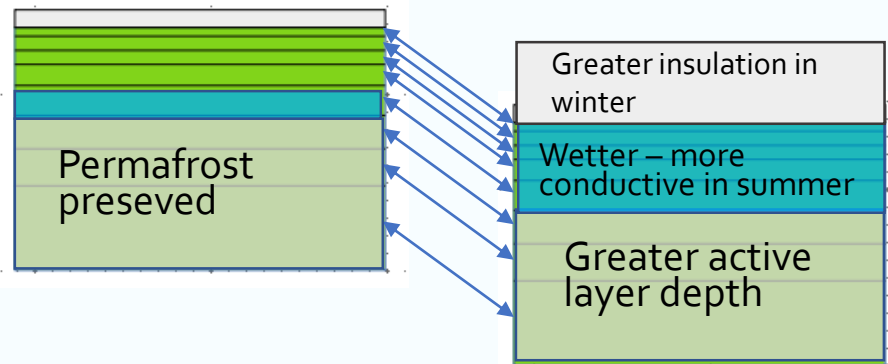 Permafrost
preseved
Greater insulation in
winter
Wetter – more
conductive in summer
Greater active
layer depth